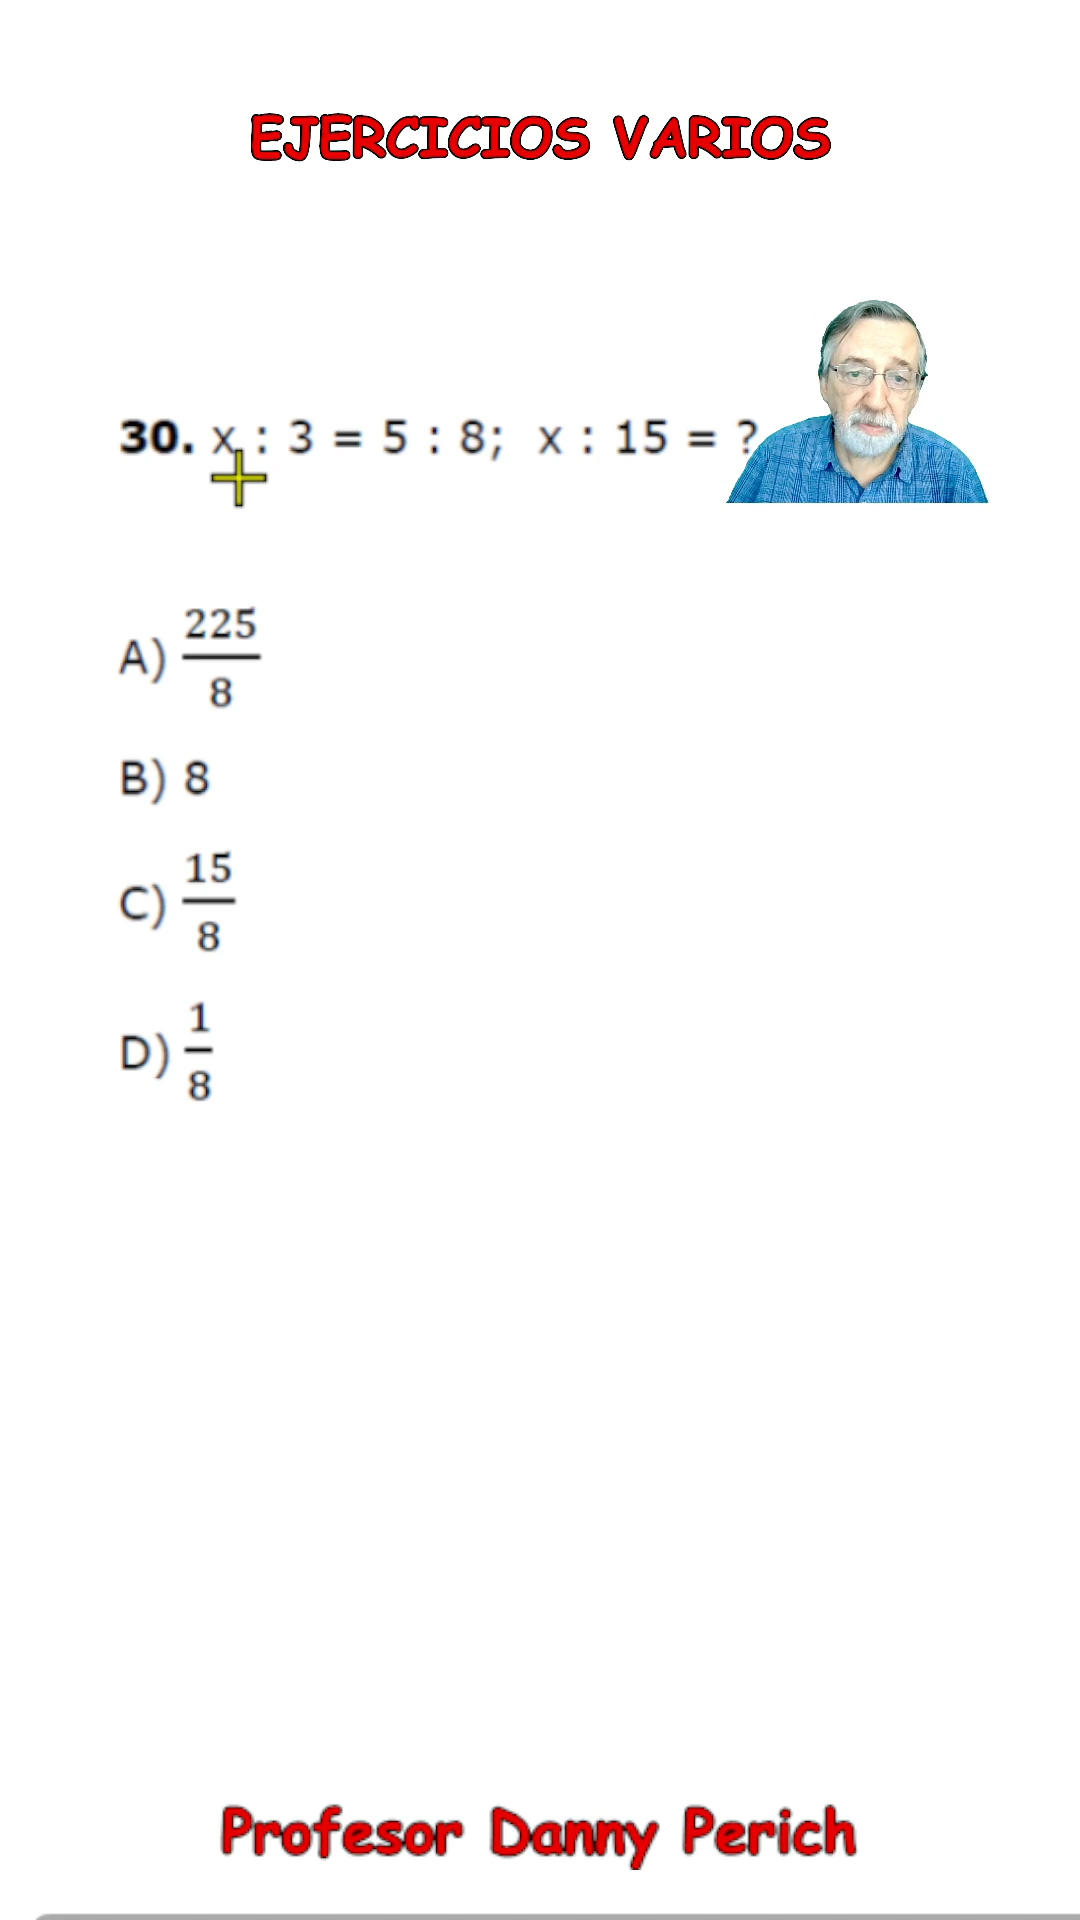 EJERCICIOS VARIOS
30. x : 3 = 5 : 8;  x : 15 = ?
A) 225/8
B) 8
C) 15/8
D) 1/8
Profesor Danny Perich